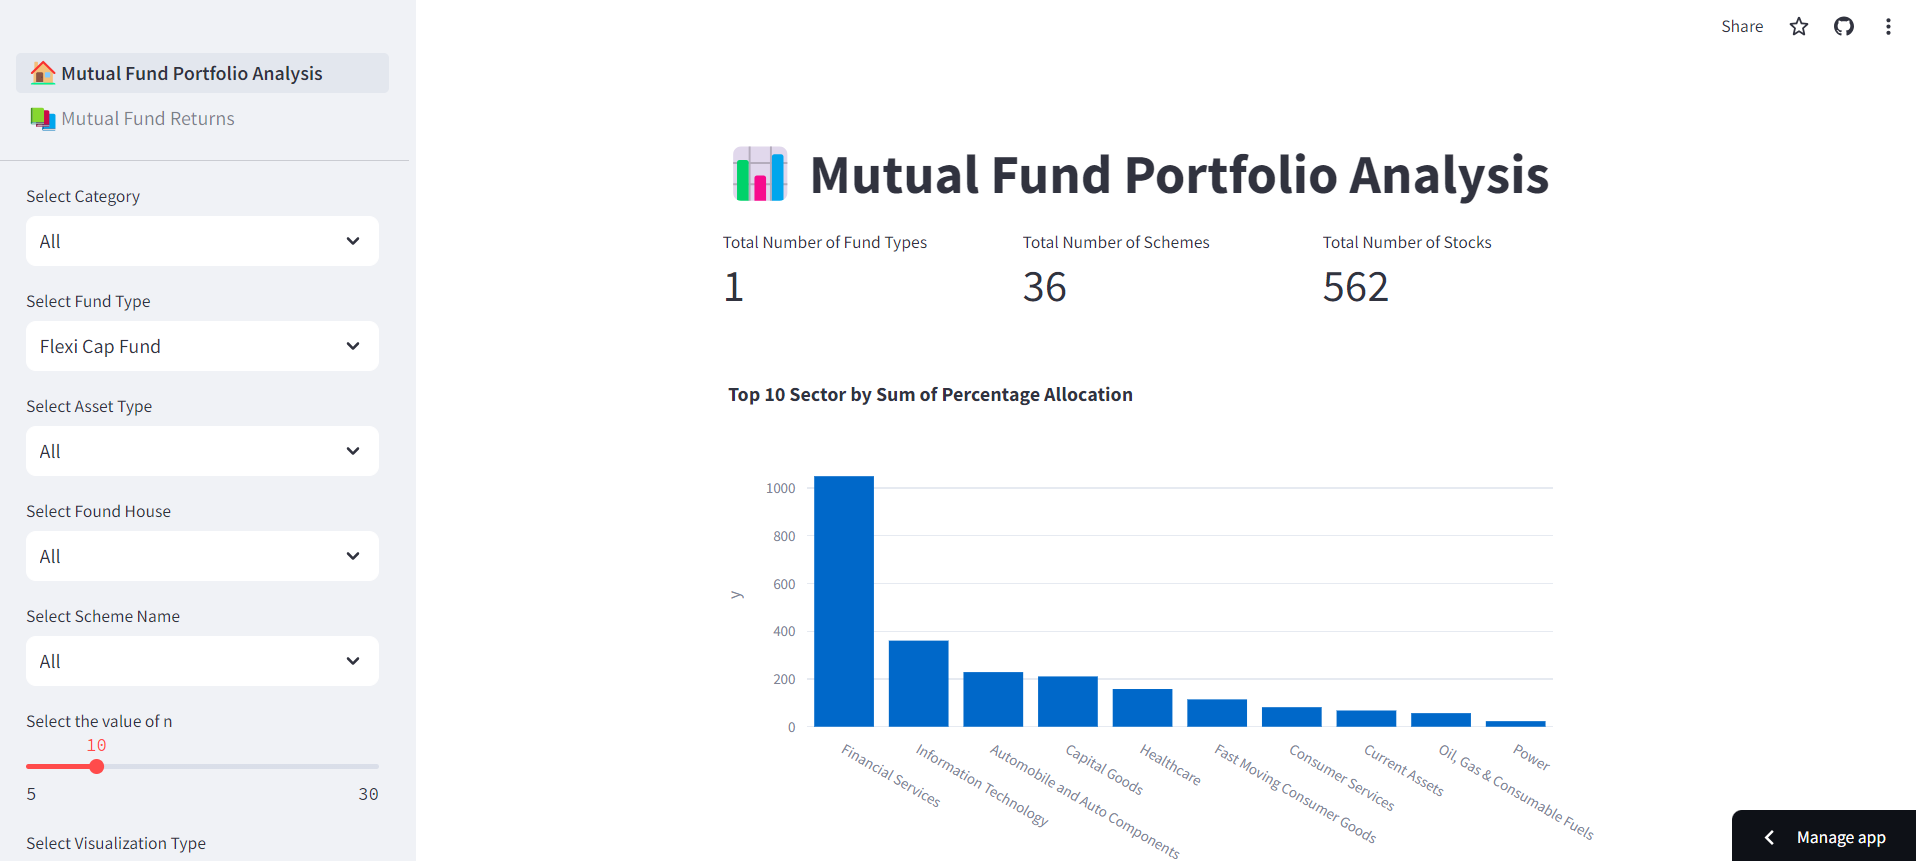 Mutual Fund Portfolio Analysis
Mutual Fund Returns
Select Category
All
Select Fund Type
Flexi Cap Fund
Select Asset Type
All
Select Found House
All
Select Scheme Name
All
Select the value of n
10
5 30
Select Visualization Type
Share
Mutual Fund Portfolio Analysis
Total Number of Fund Types
1
Total Number of Schemes
36
Total Number of Stocks
562
Top 10 Sector by Sum of Percentage Allocation
1000
800
600
400
200
0
y
Financial Services
Information Technology
Automobile and Auto Components
Capital Goods
Healthcare
Fast Moving Consumer Goods
Consumer Services
Current Assets
Oil, Gas & Consumable Fuels
Power
Manage app